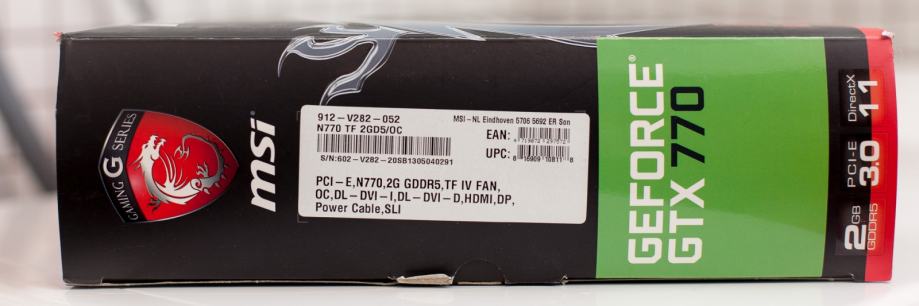 GAMING G SERIES
msi
912-V282-052
N770 TF 2GD5/OC
S/N:602-V282-20SB1305040291
MSI-NL Eindhoven 5706 5692 ER Son
EAN:
UPC:
PCI-E,N770,2G GDDR5,TF IV FAN,
OC,DL-DVI-I,DL-DVI-D,HDMI,DP,
Power Cable,SLI
GEFORCE®
GTX 770
DirectX
11
PCI-E
3.0
2GB
GDDR5